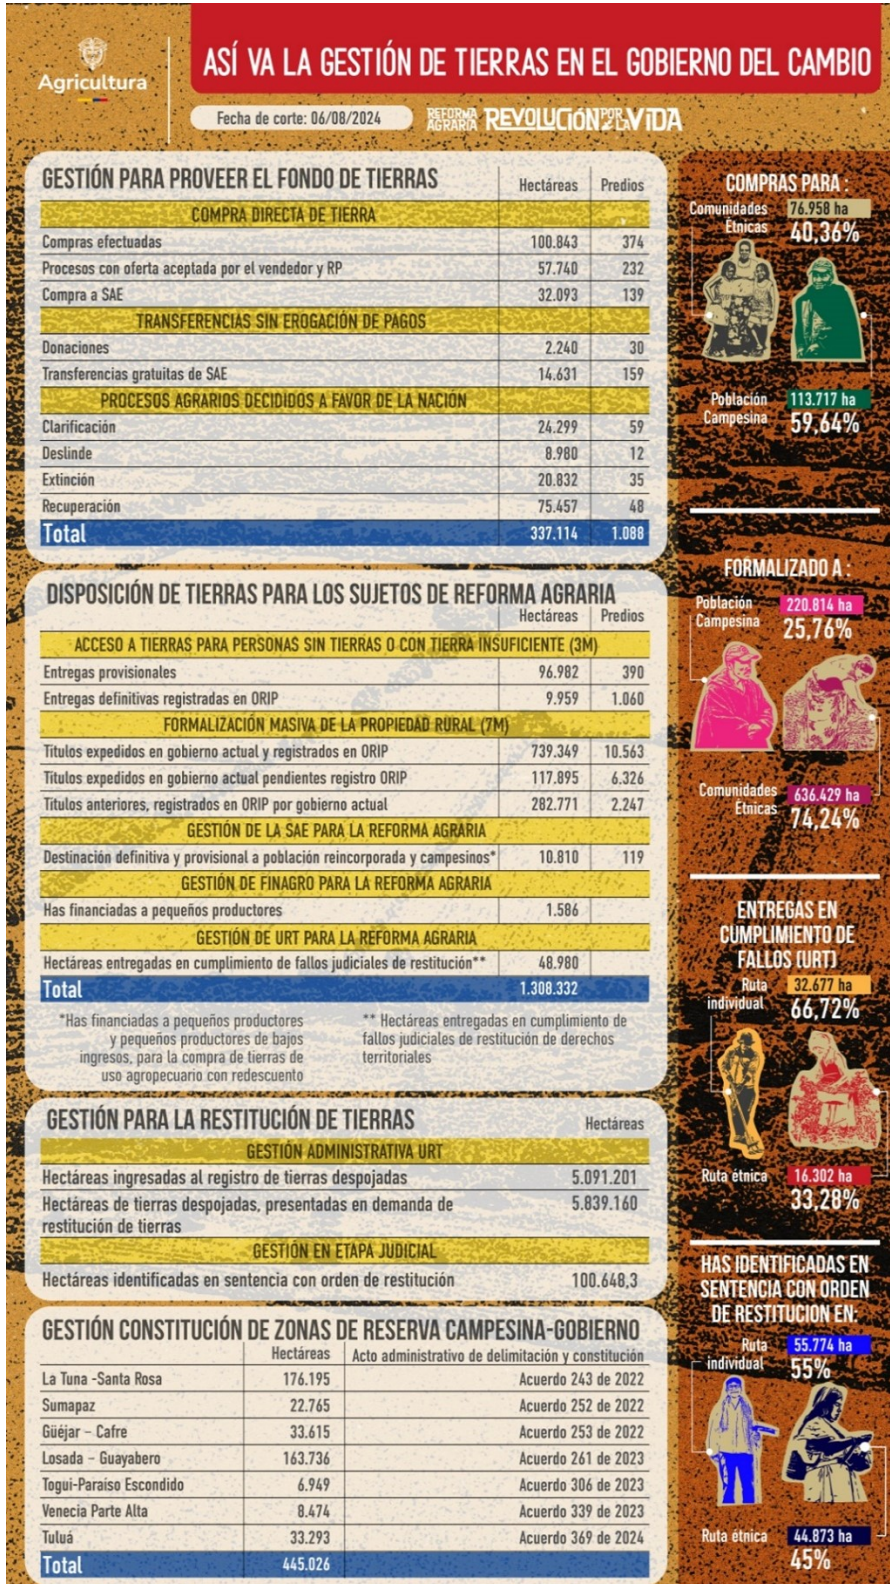 Agricultura
ASÍ VA LA GESTIÓN DE TIERRAS EN EL GOBIERNO DEL CAMBIO
Fecha de corte: 06/08/2024
REFORMA AGRARIA REVOLUCIÓN POR LA VIDA
GESTIÓN PARA PROVEER EL FONDO DE TIERRAS Hectáreas Predios
COMPRA DIRECTA DE TIERRA
Compras efectuadas 100.843 374
Procesos con oferta aceptada por el vendedor y RP 57.740 232
Compra a SAE 32.093 139
TRANSFERENCIAS SIN EROGACIÓN DE PAGOS
Donaciones 2.240 30
Transferencias gratuitas de SAE 14.631 159
PROCESOS AGRARIOS DECIDIDOS A FAVOR DE LA NACIÓN
Clarificación 24.299 59
Deslinde 8.980 12
Extinción 20.832 35
Recuperación 75.457 48
Total 337.114 1.088
COMPRAS PARA :
Comunidades 76.958 ha
Étnicas 40,36%
Población 113.717 ha
Campesina 59,64%
DISPOSICIÓN DE TIERRAS PARA LOS SUJETOS DE REFORMA AGRARIA
Hectáreas Predios
ACCESO A TIERRAS PARA PERSONAS SIN TIERRAS O CON TIERRA INSUFICIENTE (3M)
Entregas provisionales 96.982 390
Entregas definitivas registradas en ORIP 9.959 1.060
FORMALIZACIÓN MASIVA DE LA PROPIEDAD RURAL (7M)
Titulos expedidos en gobierno actual y registrados en ORIP 739.349 10.563
Titulos expedidos en gobierno actual pendientes registro ORIP 117.895 6.326
Titulos anteriores, registrados en ORIP por gobierno actual 282.771 2.247
GESTIÓN DE LA SAE PARA LA REFORMA AGRARIA
Destinación definitiva y provisional a población reincorporada y campesinos* 10.810 119
GESTIÓN DE FINAGRO PARA LA REFORMA AGRARIA
Has financiadas a pequeños productores 1.586
GESTIÓN DE URT PARA LA REFORMA AGRARIA
Hectáreas entregadas en cumplimiento de fallos judiciales de restitución** 48.980
Total 1.308.332
*Has financiadas a pequeños productores
y pequeños productores de bajos
ingresos, para la compra de tierras de
uso agropecuario con redescuento
** Hectáreas entregadas en cumplimiento de
fallos judiciales de restitución de derechos
territoriales
FORMALIZADO A :
Población 220.814 ha
Campesina 25,76%
Comunidades 636.429 ha
Étnicas 74,24%
ENTREGAS EN
CUMPLIMIENTO DE
FALLOS (URT)
Ruta 32.677 ha
individual 66,72%
Ruta étnica 16.302 ha
33,28%
GESTIÓN PARA LA RESTITUCIÓN DE TIERRAS Hectáreas
GESTIÓN ADMINISTRATIVA URT
Hectáreas ingresadas al registro de tierras despojadas 5.091.201
Hectáreas de tierras despojadas, presentadas en demanda de 5.839.160
restitución de tierras
GESTIÓN EN ETAPA JUDICIAL
Hectáreas identificadas en sentencia con orden de restitución 100.648,3
HAS IDENTIFICADAS EN
SENTENCIA CON ORDEN
DE RESTITUCION EN:
Ruta 55.774 ha
individual 55%
Ruta étnica 44.873 ha
45%
GESTIÓN CONSTITUCIÓN DE ZONAS DE RESERVA CAMPESINA-GOBIERNO
Hectáreas Acto administrativo de delimitación y constitución
La Tuna -Santa Rosa 176.195 Acuerdo 243 de 2022
Sumapaz 22.765 Acuerdo 252 de 2022
Güéjar – Cafre 33.615 Acuerdo 253 de 2022
Losada – Guayabero 163.736 Acuerdo 261 de 2023
Togui-Paraiso Escondido 6.949 Acuerdo 306 de 2023
Venecia Parte Alta 8.474 Acuerdo 339 de 2023
Tuluá 33.293 Acuerdo 369 de 2024
Total 445.026